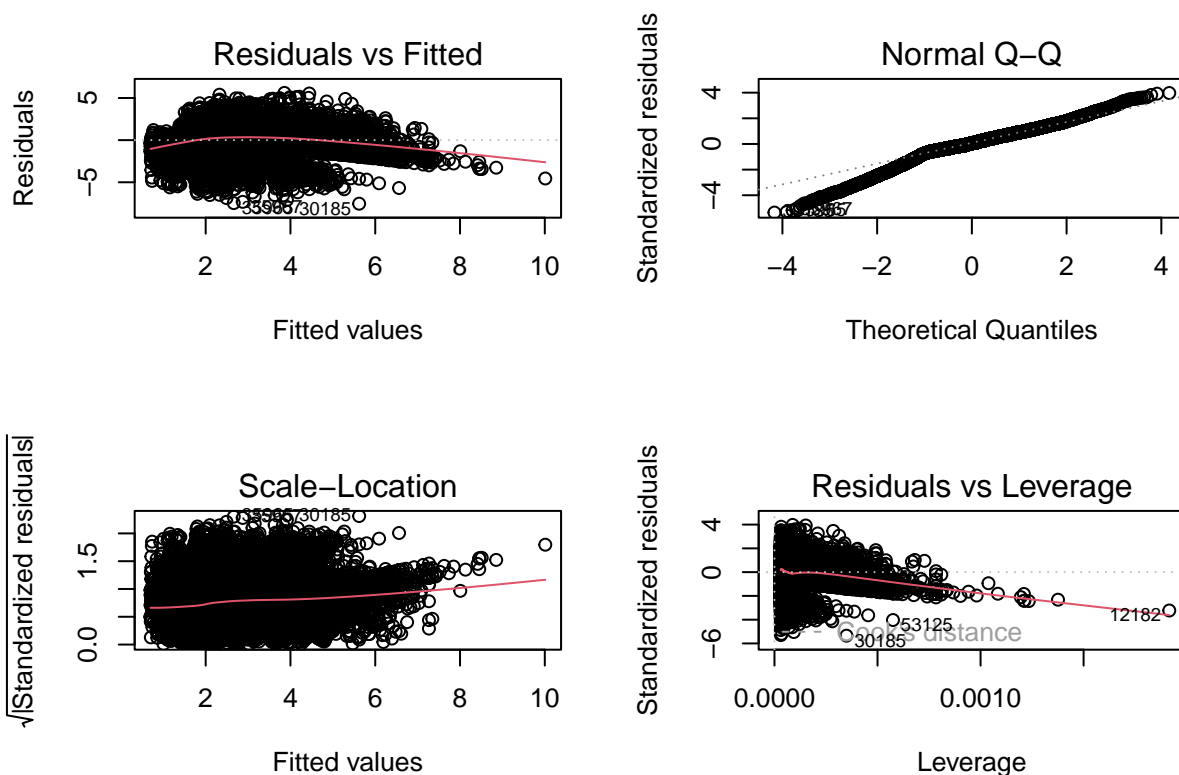 Residuals vs Fitted
Residuals
5
−5
30185
2 4 6 8 10
Fitted values
Normal Q−Q
Standardized residuals
4
0
−4
−4 −2 0 2 4
Theoretical Quantiles
Scale−Location
√|Standardized residuals|
1.5
0.0
30185
2 4 6 8 10
Fitted values
Residuals vs Leverage
Standardized residuals
4
0
−6
12182
53125
Cook's distance
30185
0.0000 0.0010
Leverage